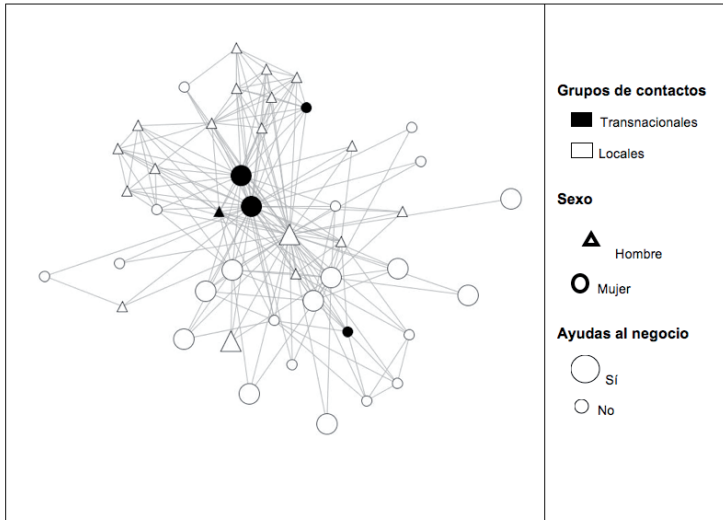 Grupos de contactos
Transnacionales
Locales
Sexo
Hombre
Mujer
Ayudas al negocio
Sí
No